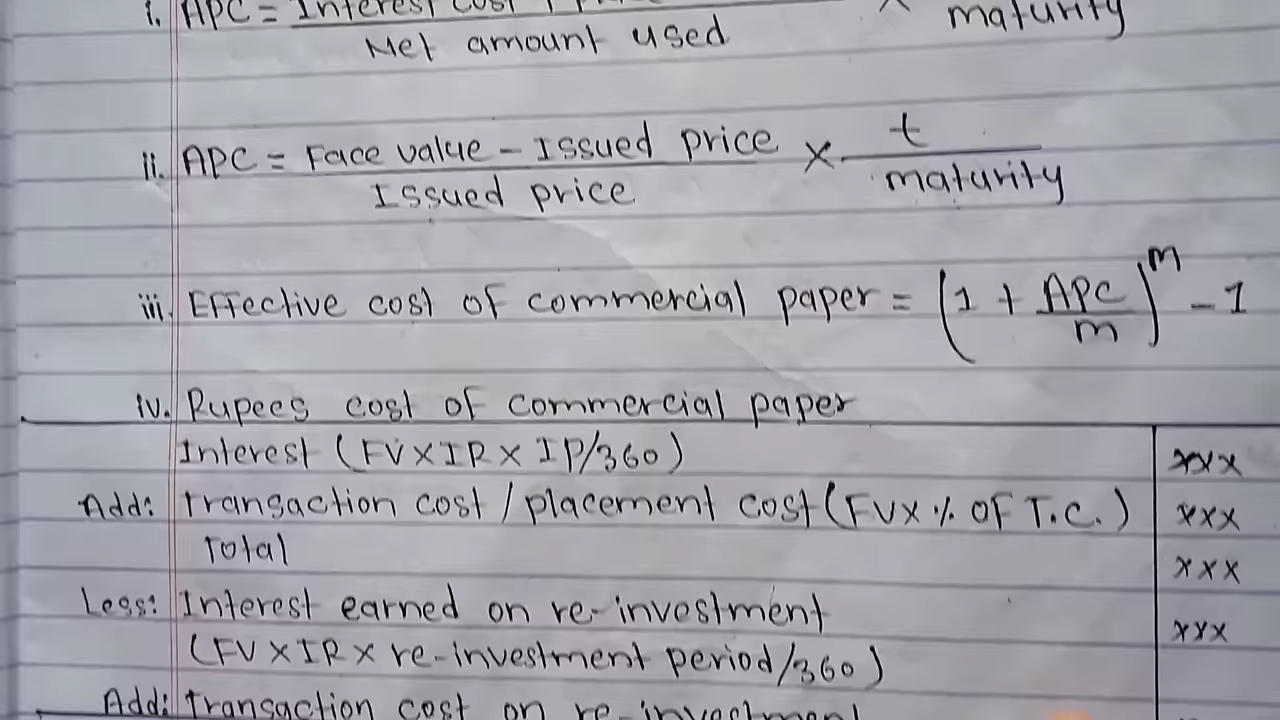 i. APC = Interest cost + × maturity
Net amount used
ii. APC = Face value - Issued price × t
Issued price maturity
iii. Effective cost of commercial paper = (1 + APC/m)^m - 1
iv. Rupees cost of commercial paper
Interest (FV×IR× IP/360) xxx
Add: Transaction cost / placement cost (FV× % OF T.C.) xxx
Total xxx
Less: Interest earned on re-investment xxx
(FV×IR× re-investment period/360)
Add: Transaction cost on re-investment